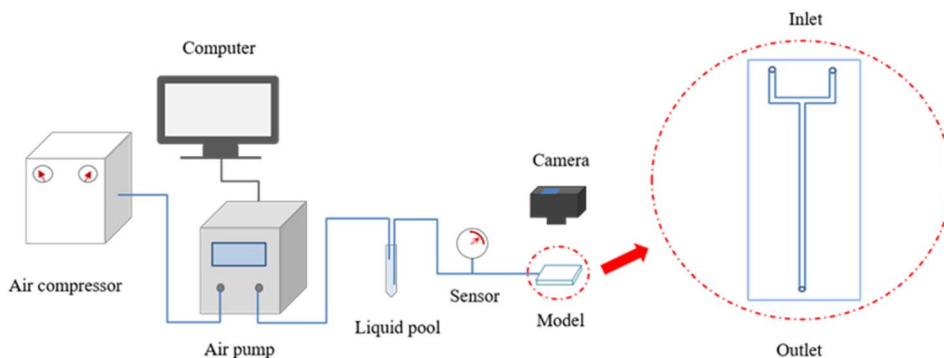 Inlet
Computer
Camera
Air compressor
Sensor
Liquid pool
Model
Air pump
Outlet